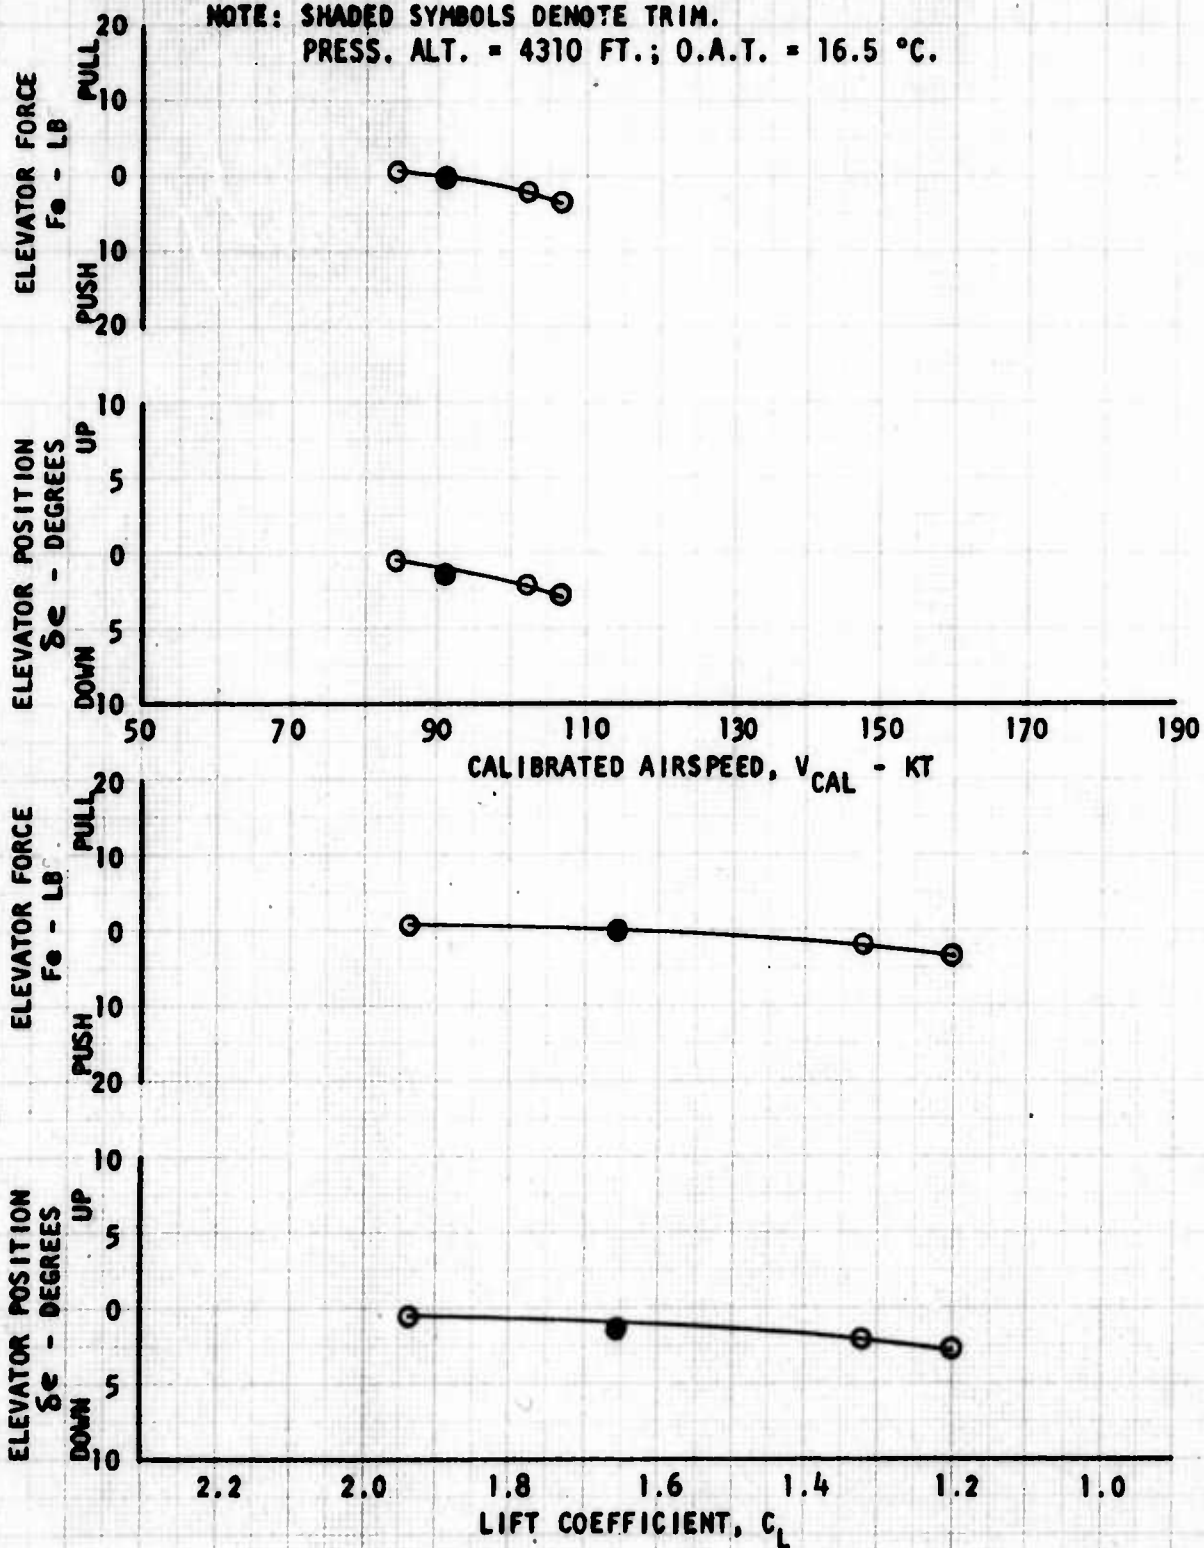 NOTE: SHADED SYMBOLS DENOTE TRIM.
PRESS. ALT. = 4310 FT.; O.A.T. = 16.5 °C.
ELEVATOR FORCE
Fe - LB
PUSH PULL
20
10
0
10
20
ELEVATOR POSITION
δe - DEGREES
DOWN UP
10
5
0
5
10
50 70 90 110 130 150 170 190
CALIBRATED AIRSPEED, V_CAL - KT
ELEVATOR FORCE
Fe - LB
PUSH PULL
20
10
0
10
20
ELEVATOR POSITION
δe - DEGREES
DOWN UP
10
5
0
5
10
2.2 2.0 1.8 1.6 1.4 1.2 1.0
LIFT COEFFICIENT, C_L